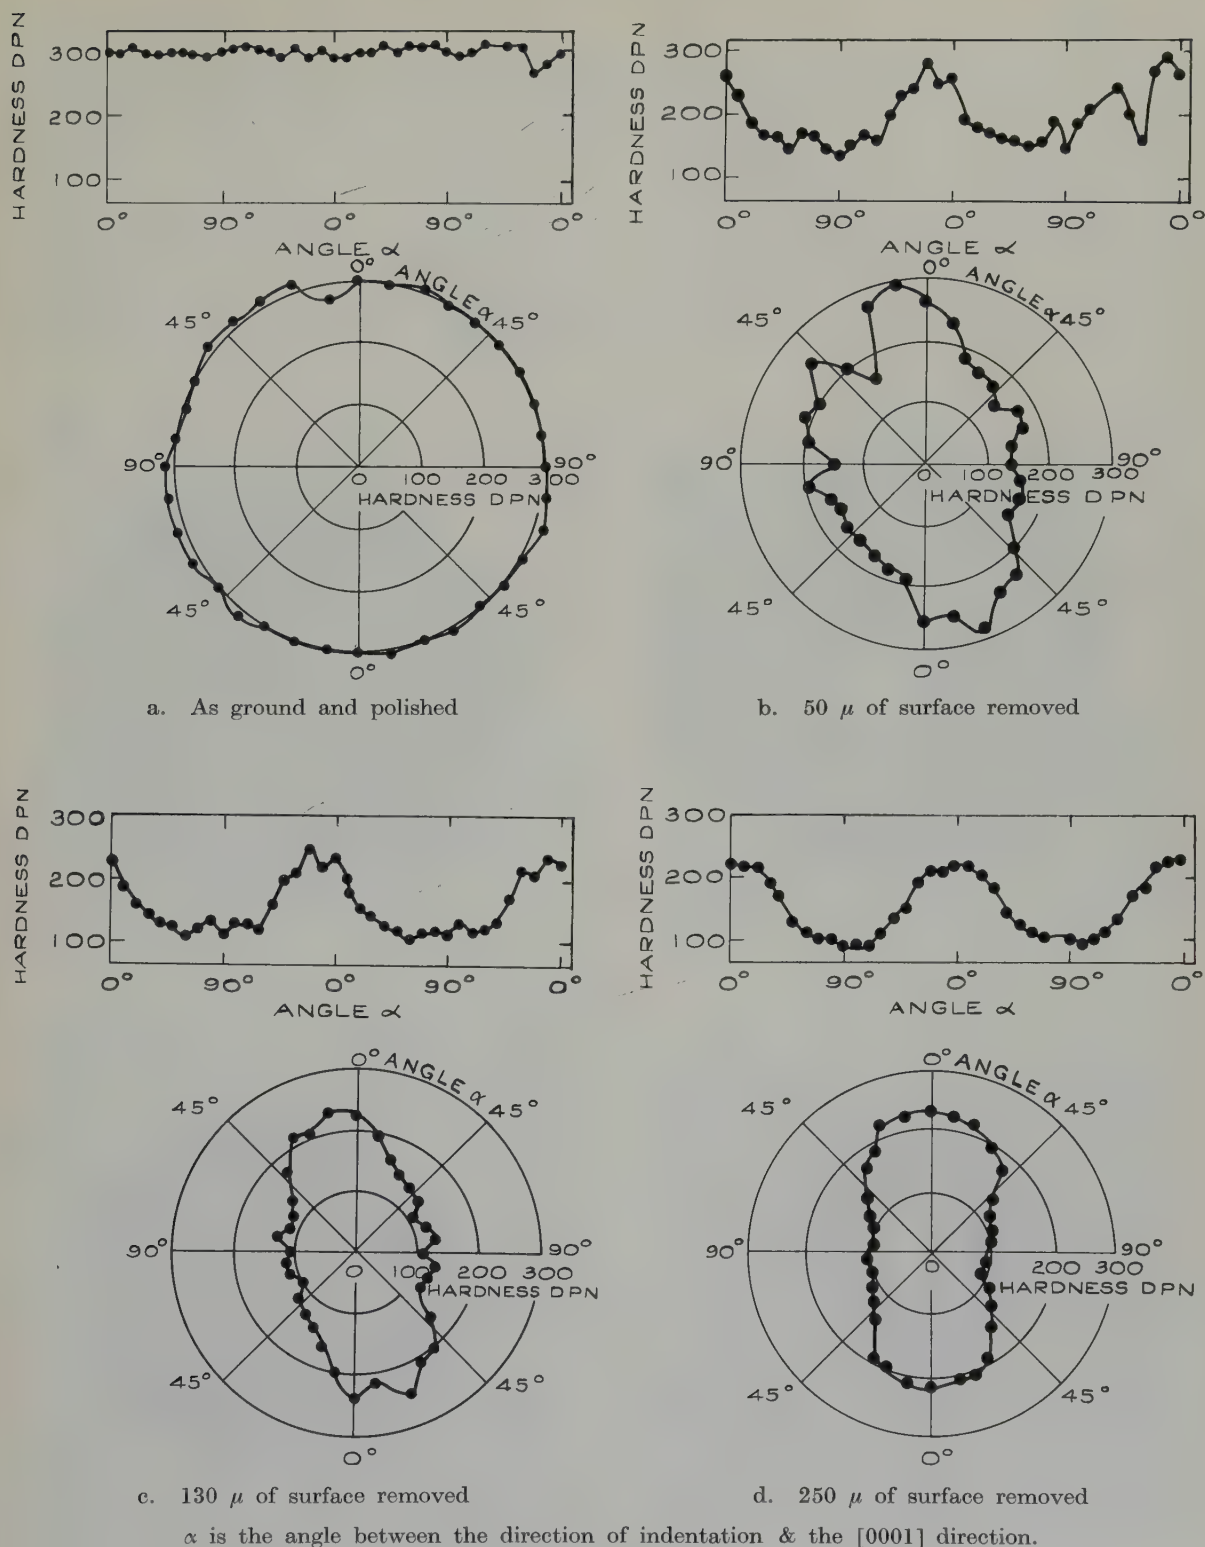 HARDNESS DPN
300
200
100
0° 90° 0° 90° 0°
ANGLE α
0°
ANGLE α
45° 45°
90° 90°
0 100 200 300
HARDNESS DPN
45° 45°
0°
a. As ground and polished
HARDNESS DPN
300
200
100
0° 90° 0° 90° 0°
ANGLE α
0°
ANGLE α
45° 45°
90° 90°
0 100 200 300
HARDNESS DPN
45° 45°
0°
b. 50 μ of surface removed
HARDNESS DPN
300
200
100
0° 90° 0° 90° 0°
ANGLE α
0° ANGLE α
45° 45°
90° 90°
0 100 200 300
HARDNESS DPN
45° 45°
0°
c. 130 μ of surface removed
HARDNESS DPN
300
200
100
0° 90° 0° 90° 0°
ANGLE α
0° ANGLE α
45° 45°
90° 90°
0 200 300
HARDNESS DPN
45° 45°
0°
d. 250 μ of surface removed
α is the angle between the direction of indentation & the [0001] direction.